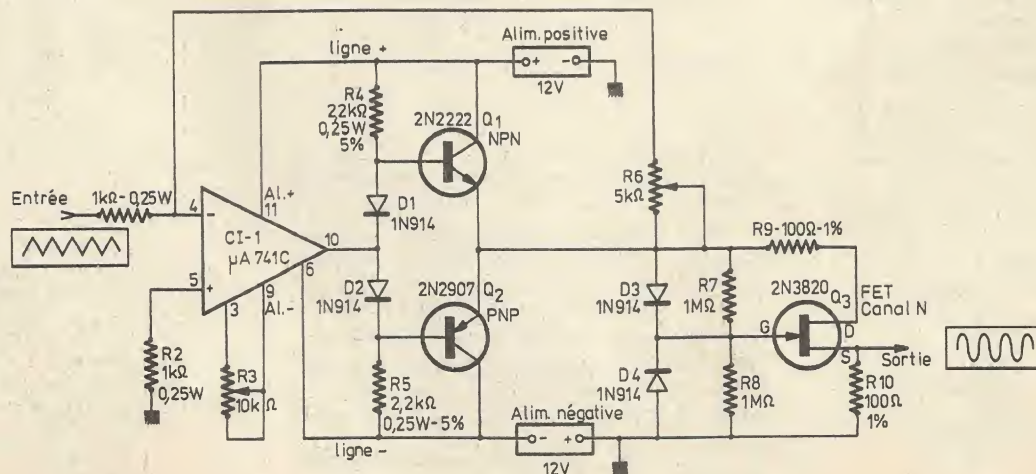 Alim. positive
ligne +
+ -
12V
R4
22kΩ
0,25W
5%
2N2222
Q1
NPN
Entrée
1kΩ-0,25W
4
-
Al.+
11
D1
1N914
R6
5kΩ
CI-1
μA 741C
10
5
+
6
9
Al.-
3
D2
1N914
2N2907
Q2
PNP
D3
1N914
R7
1MΩ
R9-100Ω-1%
2N3820
Q3
FET
Canal N
G
D
S
Sortie
R2
1kΩ
0,25W
R3
10kΩ
R5
2,2kΩ
0,25W-5%
D4
1N914
R8
1MΩ
R10
100Ω
1%
Alim. négative
ligne -
- +
12V